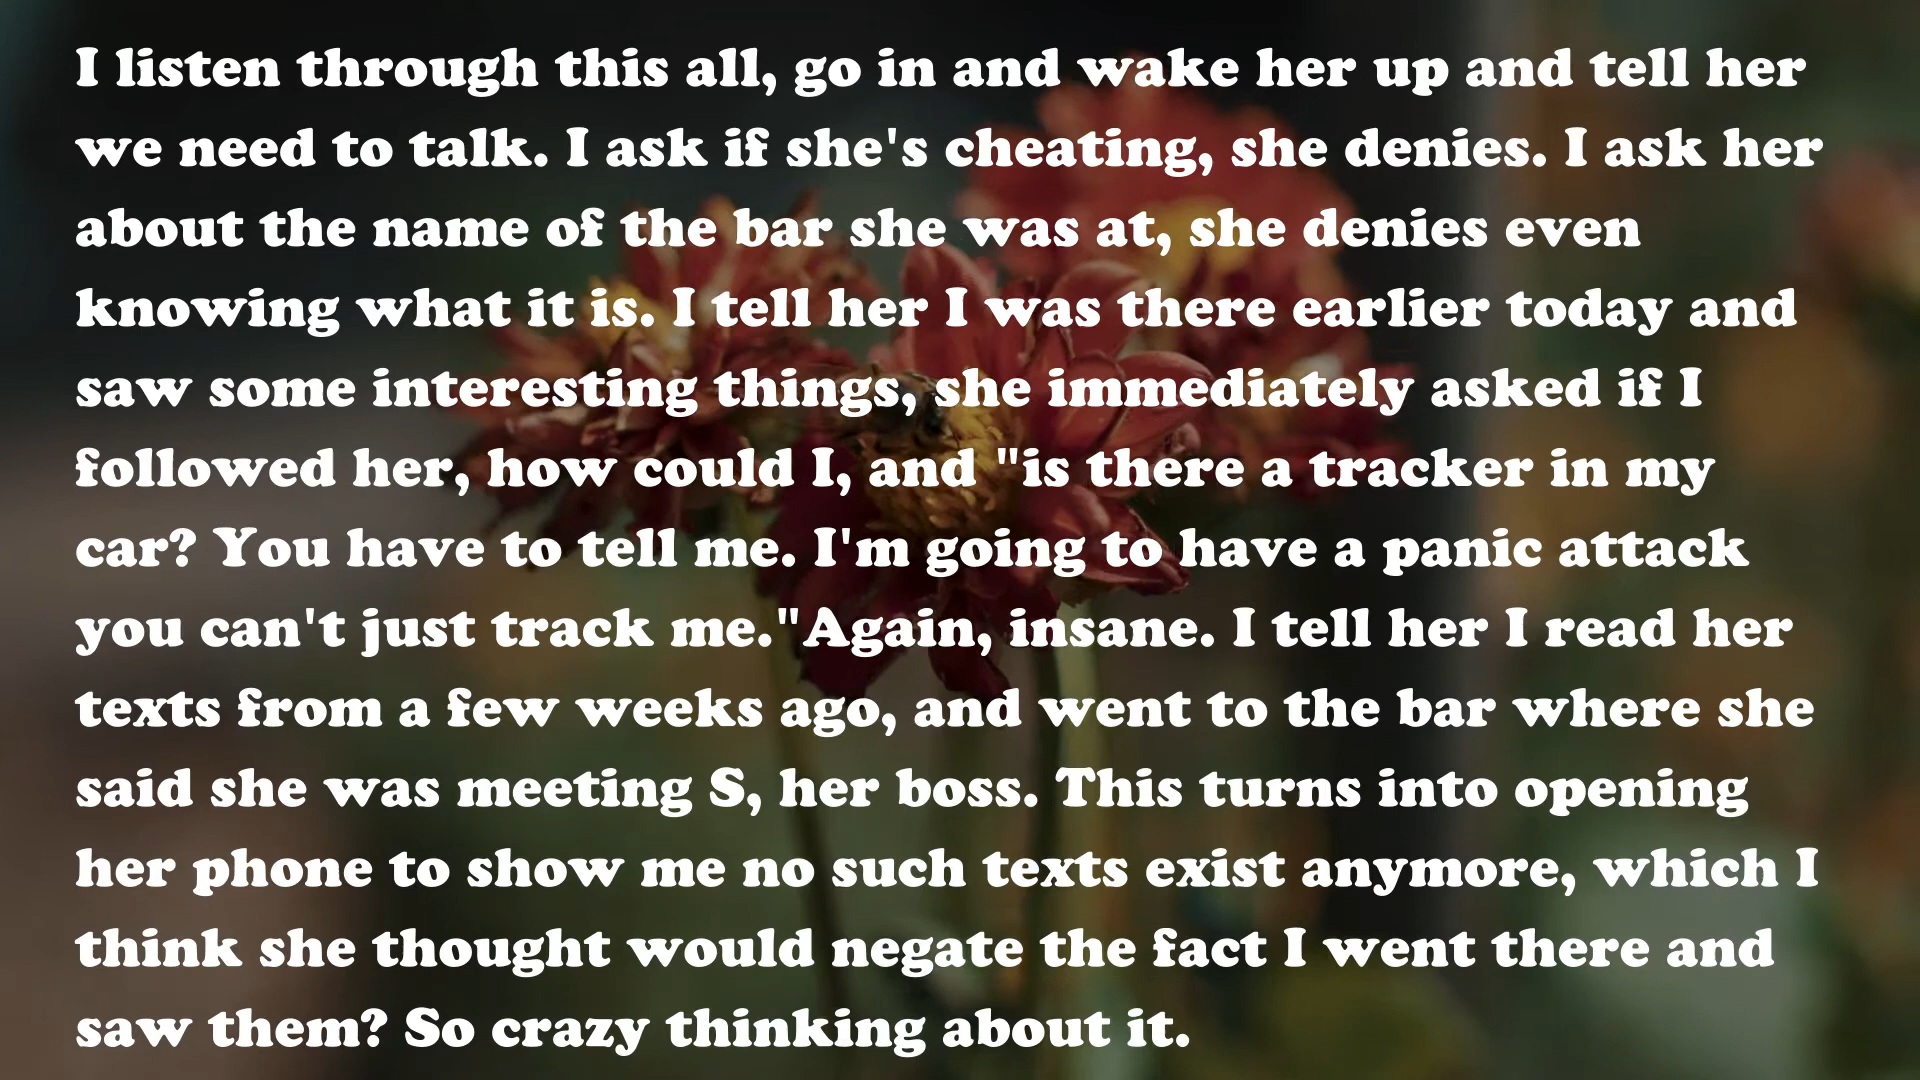 I listen through this all, go in and wake her up and tell her
we need to talk. I ask if she's cheating, she denies. I ask her
about the name of the bar she was at, she denies even
knowing what it is. I tell her I was there earlier today and
saw some interesting things, she immediately asked if I
followed her, how could I, and "is there a tracker in my
car? You have to tell me. I'm going to have a panic attack
you can't just track me."Again, insane. I tell her I read her
texts from a few weeks ago, and went to the bar where she
said she was meeting S, her boss. This turns into opening
her phone to show me no such texts exist anymore, which I
think she thought would negate the fact I went there and
saw them? So crazy thinking about it.